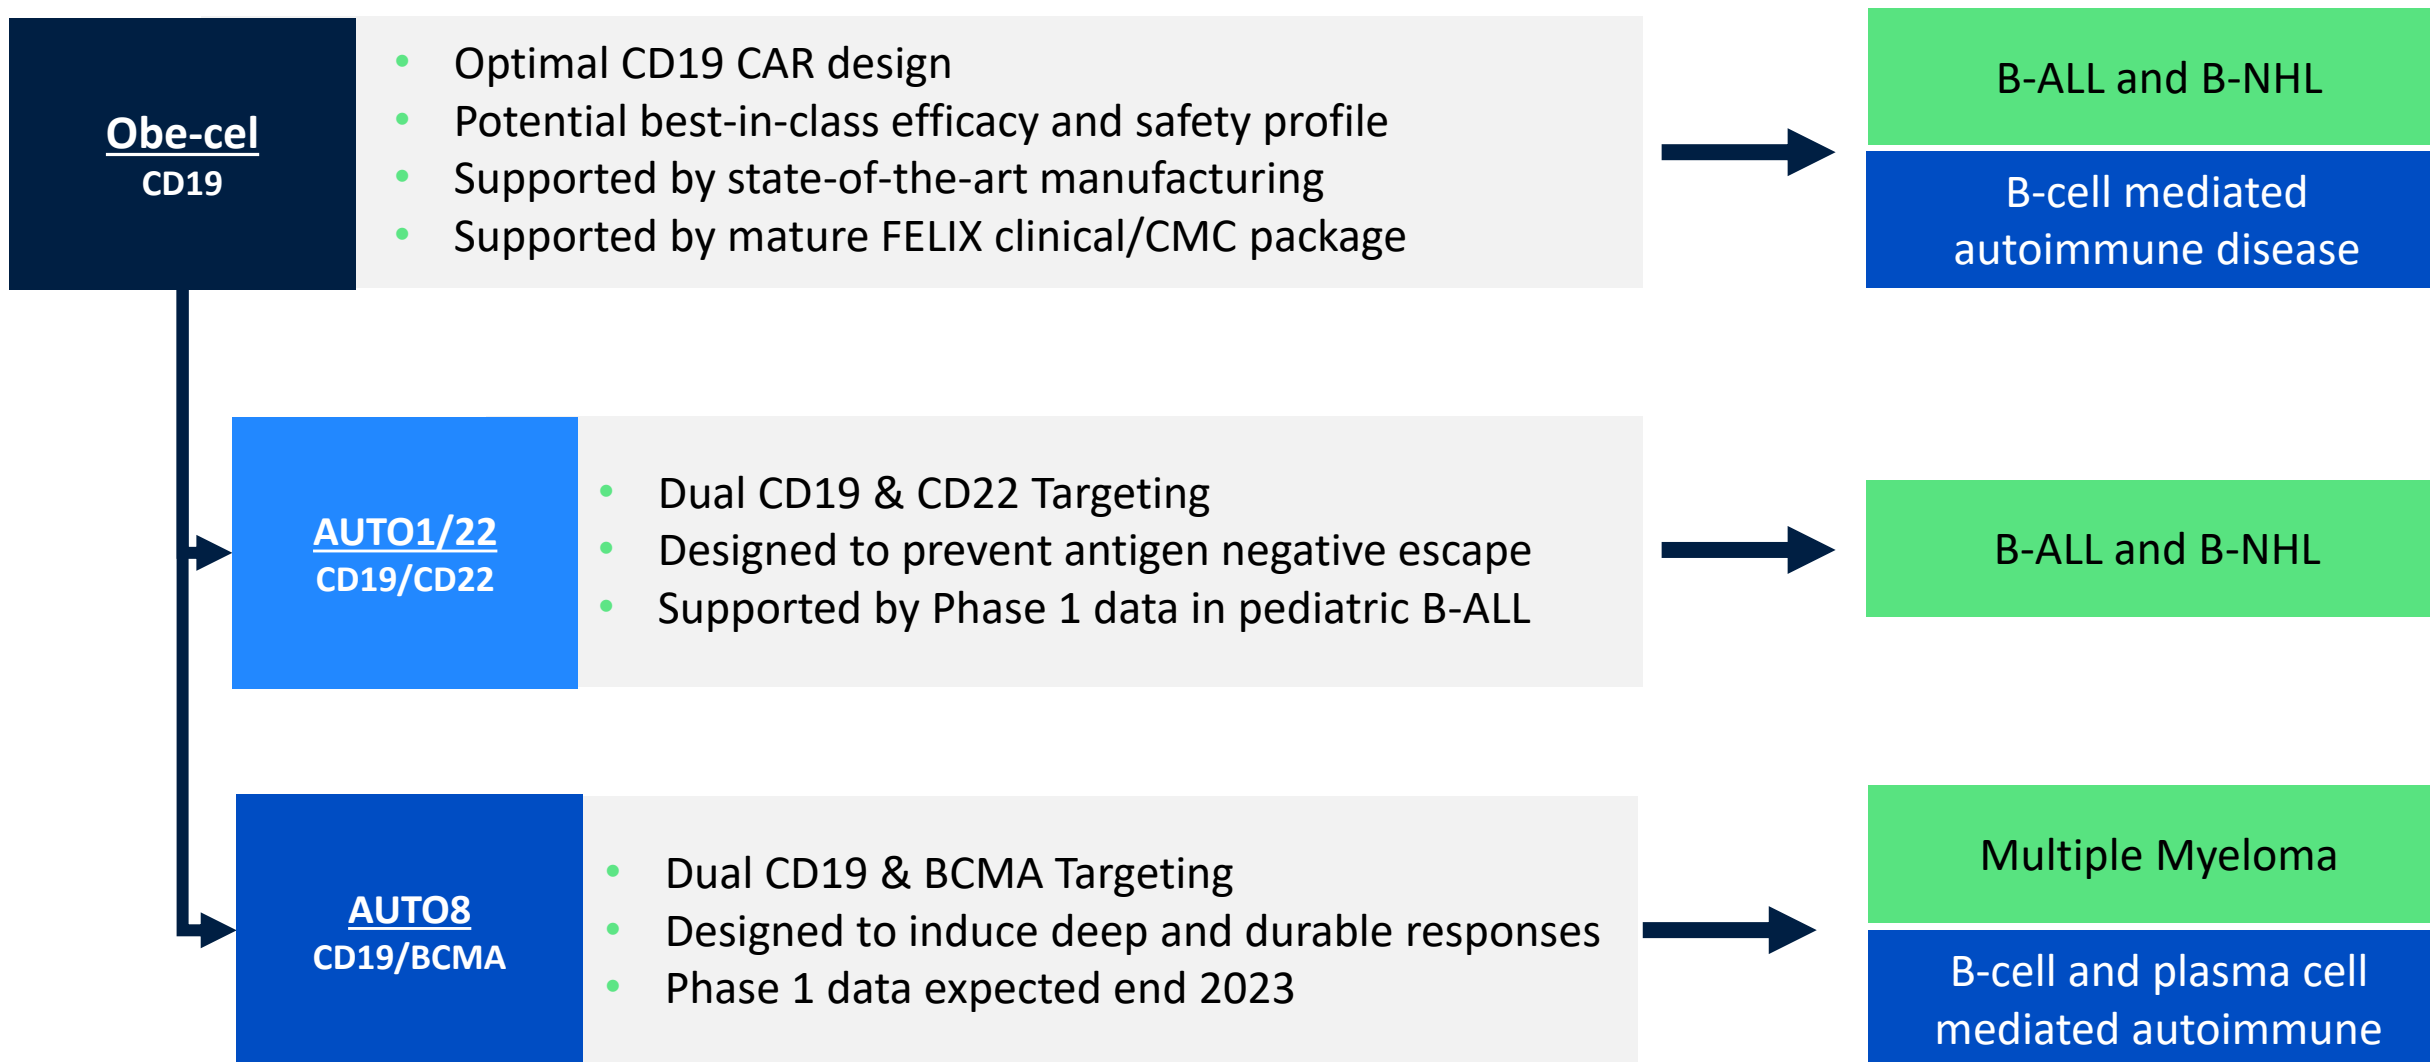 Obe-cel
CD19
• Optimal CD19 CAR design
• Potential best-in-class efficacy and safety profile
• Supported by state-of-the-art manufacturing
• Supported by mature FELIX clinical/CMC package
B-ALL and B-NHL
B-cell mediated
autoimmune disease
AUTO1/22
CD19/CD22
• Dual CD19 & CD22 Targeting
• Designed to prevent antigen negative escape
• Supported by Phase 1 data in pediatric B-ALL
B-ALL and B-NHL
AUTO8
CD19/BCMA
• Dual CD19 & BCMA Targeting
• Designed to induce deep and durable responses
• Phase 1 data expected end 2023
Multiple Myeloma
B-cell and plasma cell
mediated autoimmune